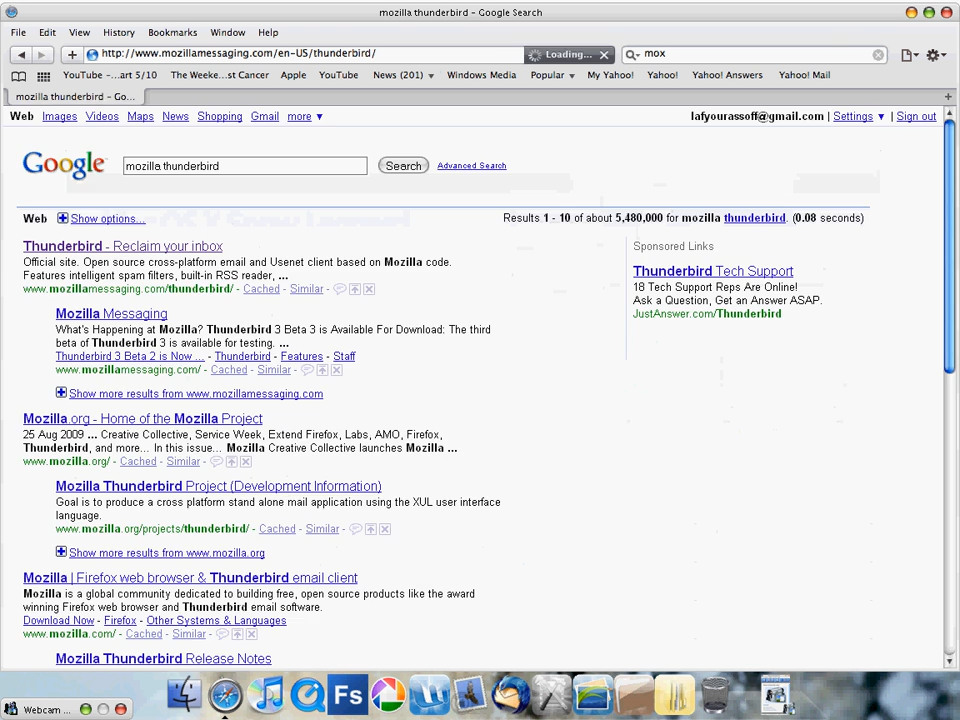 mozilla thunderbird - Google Search
File Edit View History Bookmarks Window Help
http://www.mozillamessaging.com/en-US/thunderbird/ Loading... mox
YouTube -...art 5/10 The Weeke...st Cancer Apple YouTube News (201) Windows Media Popular My Yahoo! Yahoo! Yahoo! Answers Yahoo! Mail
mozilla thunderbird - Go...
Web Images Videos Maps News Shopping Gmail more ▼ lafyourassoff@gmail.com | Settings ▼ | Sign out
Google mozilla thunderbird Search Advanced Search
Web Show options... Results 1 - 10 of about 5,480,000 for mozilla thunderbird. (0.08 seconds)
Thunderbird - Reclaim your inbox
Official site. Open source cross-platform email and Usenet client based on Mozilla code.
Features intelligent spam filters, built-in RSS reader, ...
www.mozillamessaging.com/thunderbird/ - Cached - Similar -
Mozilla Messaging
What's Happening at Mozilla? Thunderbird 3 Beta 3 is Available For Download: The third
beta of Thunderbird 3 is available for testing. ...
Thunderbird 3 Beta 2 is Now ... - Thunderbird - Features - Staff
www.mozillamessaging.com/ - Cached - Similar -
Show more results from www.mozillamessaging.com
Mozilla.org - Home of the Mozilla Project
25 Aug 2009 ... Creative Collective, Service Week, Extend Firefox, Labs, AMO, Firefox,
Thunderbird, and more... In this issue... Mozilla Creative Collective launches Mozilla ...
www.mozilla.org/ - Cached - Similar -
Mozilla Thunderbird Project (Development Information)
Goal is to produce a cross platform stand alone mail application using the XUL user interface
language.
www.mozilla.org/projects/thunderbird/ - Cached - Similar -
Show more results from www.mozilla.org
Mozilla | Firefox web browser & Thunderbird email client
Mozilla is a global community dedicated to building free, open source products like the award
winning Firefox web browser and Thunderbird email software.
Download Now - Firefox - Other Systems & Languages
www.mozilla.com/ - Cached - Similar -
Mozilla Thunderbird Release Notes
Sponsored Links
Thunderbird Tech Support
18 Tech Support Reps Are Online!
Ask a Question, Get an Answer ASAP.
JustAnswer.com/Thunderbird
Fs
Webcam ...